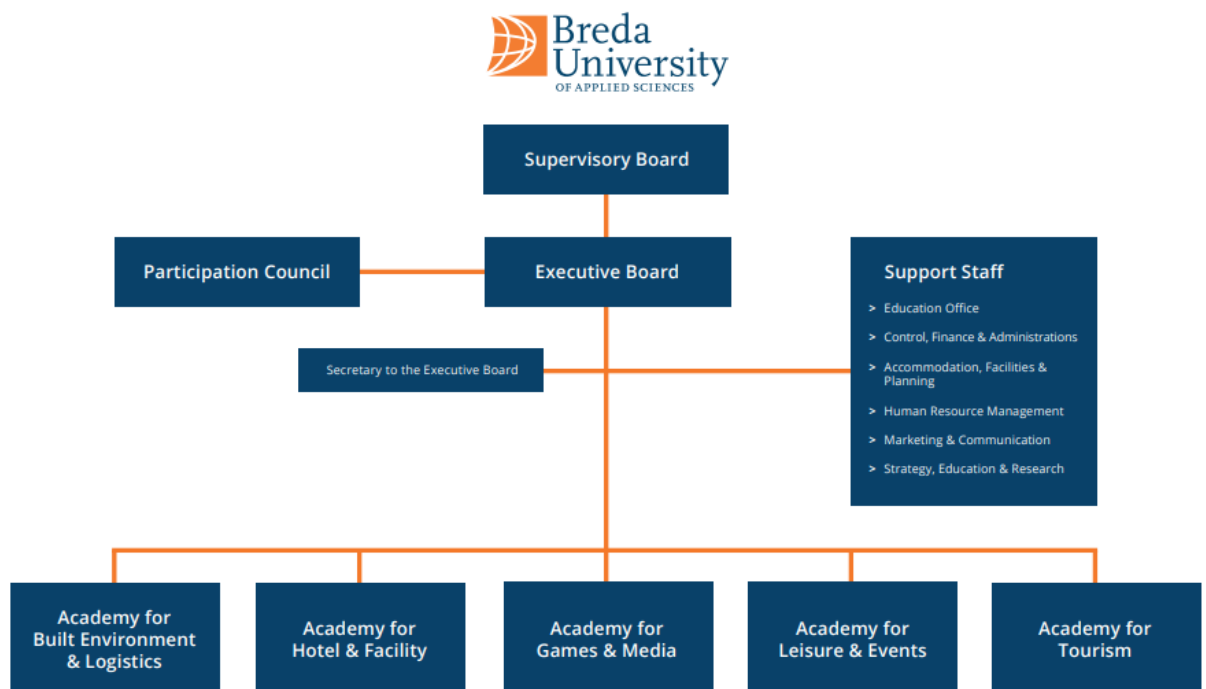 Breda
University
OF APPLIED SCIENCES
Supervisory Board
Participation Council
Executive Board
Secretary to the Executive Board
Support Staff
> Education Office
> Control, Finance & Administrations
> Accommodation, Facilities &
Planning
> Human Resource Management
> Marketing & Communication
> Strategy, Education & Research
Academy for
Built Environment
& Logistics
Academy for
Hotel & Facility
Academy for
Games & Media
Academy for
Leisure & Events
Academy for
Tourism